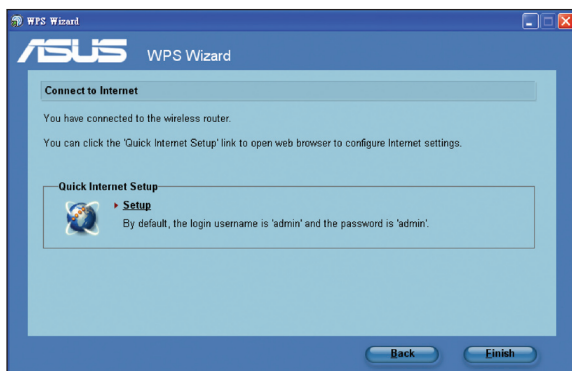 WPS Wizard
ASUS WPS Wizard
Connect to Internet
You have connected to the wireless router.
You can click the 'Quick Internet Setup' link to open web browser to configure Internet settings.
Quick Internet Setup
Setup
By default, the login username is 'admin' and the password is 'admin'.
Back Finish